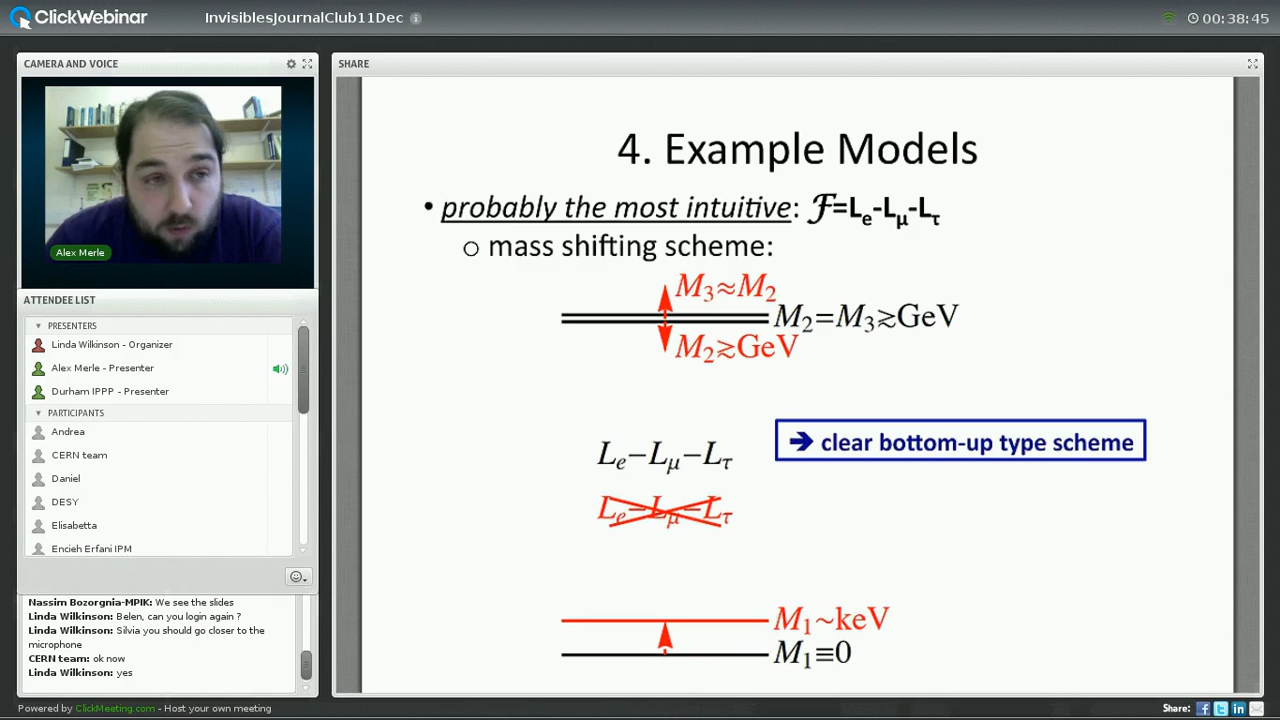 ClickWebinar
InvisiblesJournalClub11Dec
00:38:45
CAMERA AND VOICE
Alex Merle
ATTENDEE LIST
PRESENTERS
Linda Wilkinson - Organizer
Alex Merle - Presenter
Durham IPPP - Presenter
PARTICIPANTS
Andrea
CERN team
Daniel
DESY
Elisabetta
Encieh Erfani IPM
Nassim Bozorgnia-MPIK: We see the slides
Linda Wilkinson: Belen, can you login again ?
Linda Wilkinson: Silvia you should go closer to the
microphone
CERN team: ok now
Linda Wilkinson: yes
SHARE
4. Example Models
• probably the most intuitive: ℱ=Lₑ-L_μ-L_τ
o mass shifting scheme:
M₃≈M₂
M₂=M₃≳GeV
M₂≳GeV
Lₑ−L_μ−L_τ
➔ clear bottom-up type scheme
Lₑ−L_μ−L_τ
M₁~keV
M₁≡0
Powered by ClickMeeting.com - Host your own meeting
Share: